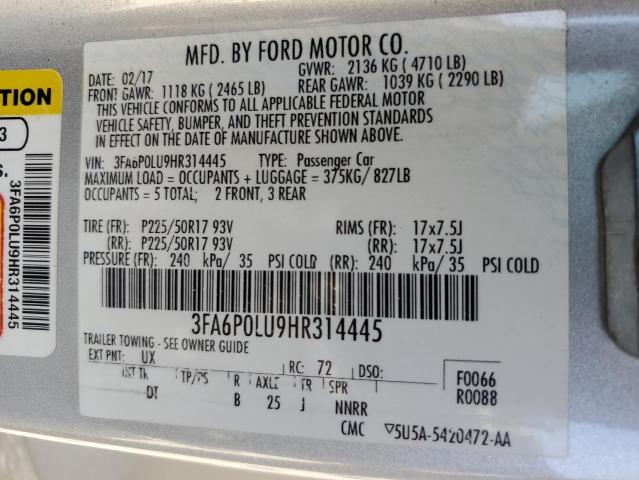 MFD. BY FORD MOTOR CO.
DATE: 02/17 GVWR: 2136 KG ( 4710 LB)
FRONT GAWR: 1118 KG ( 2465 LB) REAR GAWR: 1039 KG ( 2290 LB)
THIS VEHICLE CONFORMS TO ALL APPLICABLE FEDERAL MOTOR
VEHICLE SAFETY, BUMPER, AND THEFT PREVENTION STANDARDS
IN EFFECT ON THE DATE OF MANUFACTURE SHOWN ABOVE.
VIN: 3FA6P0LU9HR314445 TYPE: Passenger Car
MAXIMUM LOAD = OCCUPANTS + LUGGAGE = 375KG/ 827LB
OCCUPANTS = 5 TOTAL; 2 FRONT, 3 REAR
TIRE (FR): P225/50R17 93V RIMS (FR): 17x7.5J
(RR): P225/50R17 93V (RR): 17x7.5J
PRESSURE (FR): 240 kPa/ 35 PSI COLD (RR): 240 kPa/ 35 PSI COLD
3FA6P0LU9HR314445
TRAILER TOWING - SEE OWNER GUIDE
EXT PNT: UX RC: 72 DSO: F0066
R0088
INT TR TP/PS R AXLE TR SPR
DT B 25 J NNRR
CMC ▽5U5A-5420472-AA
TION
3
3FA6P0LU9HR314445